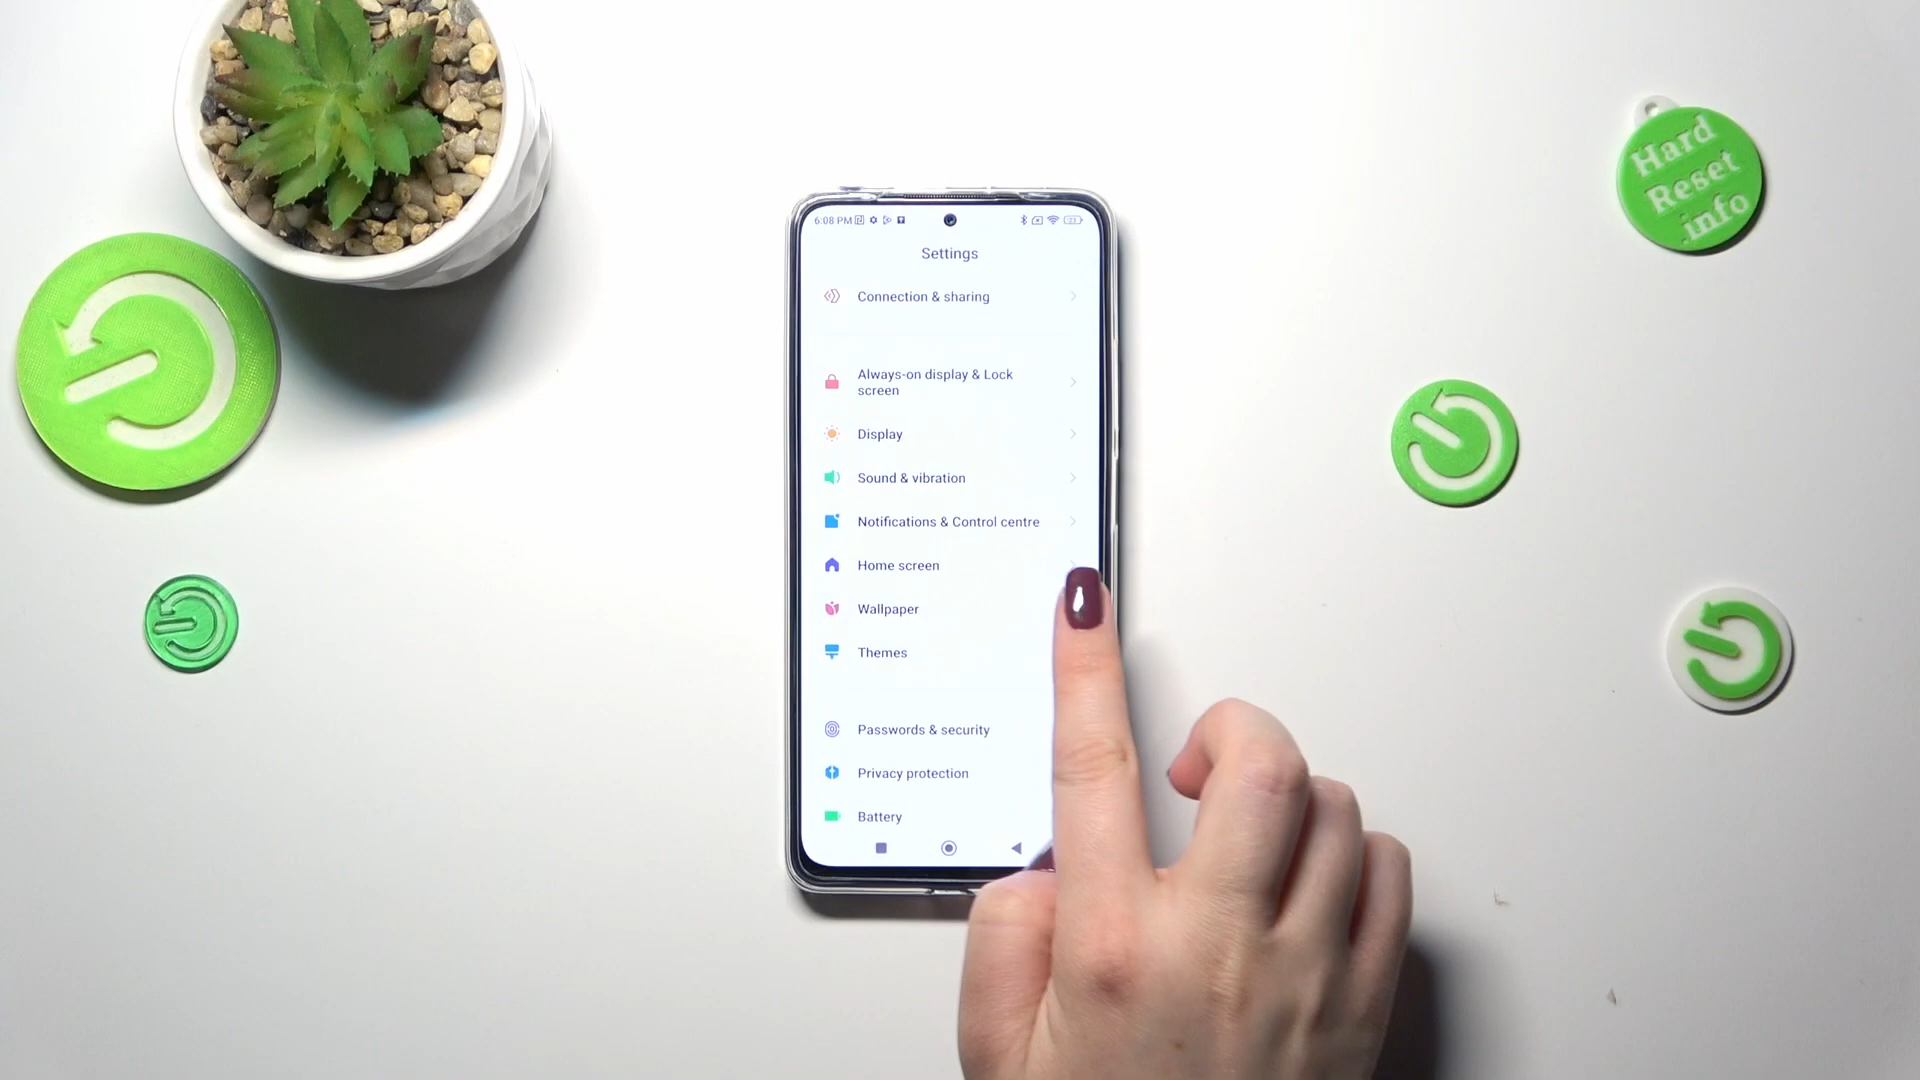 Hard
Reset
.info
6:08 PM
Settings
Connection & sharing
Always-on display & Lock
screen
Display
Sound & vibration
Notifications & Control centre
Home screen
Wallpaper
Themes
Passwords & security
Privacy protection
Battery